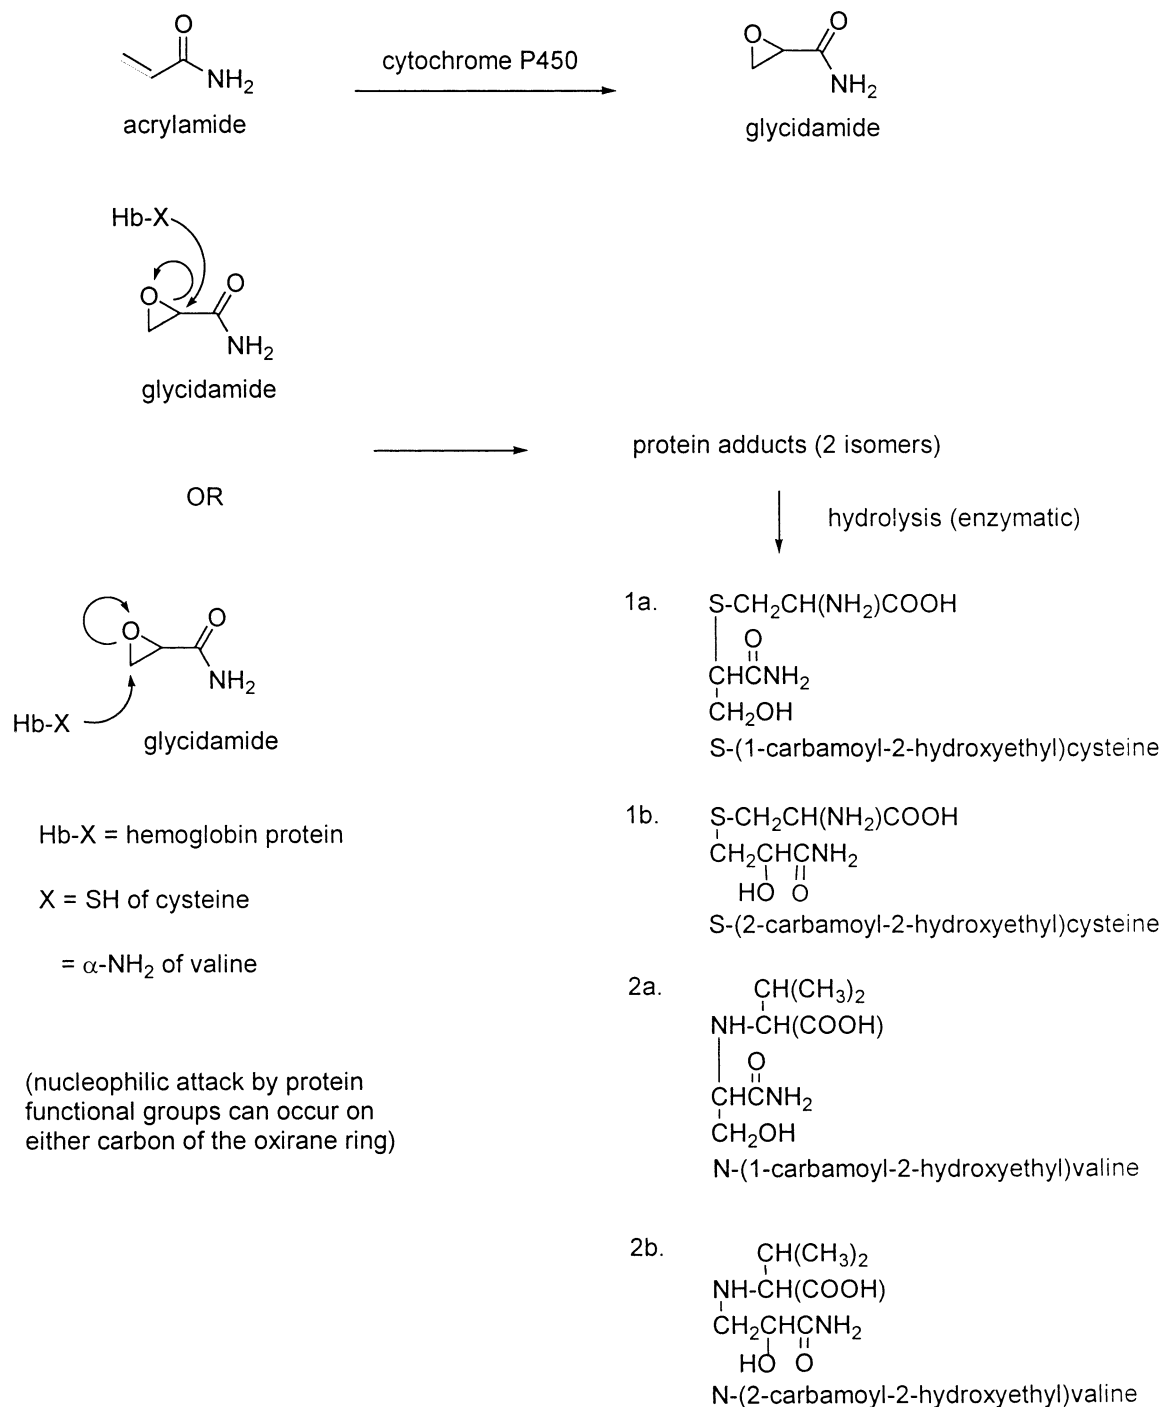 O
NH2
acrylamide
cytochrome P450
O
O
NH2
glycidamide
Hb-X
O
O
NH2
glycidamide
OR
protein adducts (2 isomers)
hydrolysis (enzymatic)
O
O
NH2
Hb-X
glycidamide
Hb-X = hemoglobin protein
X = SH of cysteine
= α-NH2 of valine
(nucleophilic attack by protein
functional groups can occur on
either carbon of the oxirane ring)
1a.
S-CH2CH(NH2)COOH
O
CHCNH2
CH2OH
S-(1-carbamoyl-2-hydroxyethyl)cysteine
1b.
S-CH2CH(NH2)COOH
CH2CHCNH2
HO O
S-(2-carbamoyl-2-hydroxyethyl)cysteine
2a.
CH(CH3)2
NH-CH(COOH)
O
CHCNH2
CH2OH
N-(1-carbamoyl-2-hydroxyethyl)valine
2b.
CH(CH3)2
NH-CH(COOH)
CH2CHCNH2
HO O
N-(2-carbamoyl-2-hydroxyethyl)valine